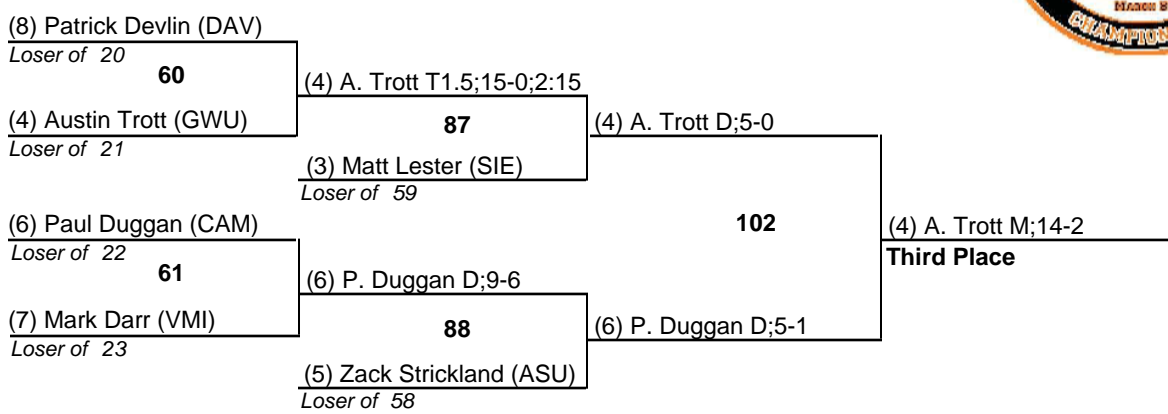 MARCH 8
CHAMPIONS
(8) Patrick Devlin (DAV)
Loser of 20
60
(4) A. Trott T1.5;15-0;2:15
(4) Austin Trott (GWU)
Loser of 21
87
(4) A. Trott D;5-0
(3) Matt Lester (SIE)
Loser of 59
(6) Paul Duggan (CAM)
Loser of 22
102
(4) A. Trott M;14-2
Third Place
61
(6) P. Duggan D;9-6
(7) Mark Darr (VMI)
Loser of 23
88
(6) P. Duggan D;5-1
(5) Zack Strickland (ASU)
Loser of 58